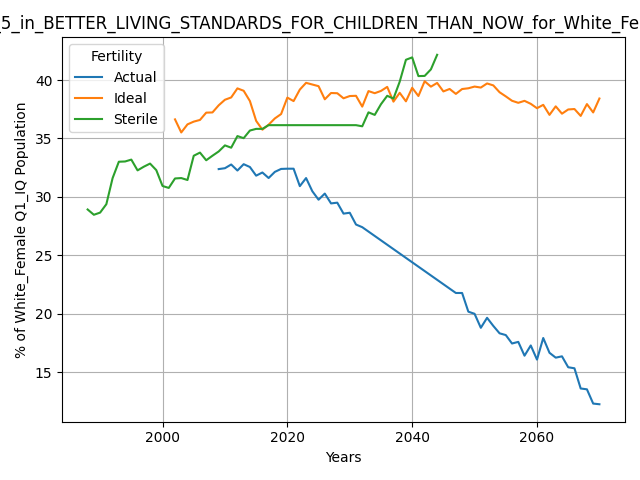 _5_in_BETTER_LIVING_STANDARDS_FOR_CHILDREN_THAN_NOW_for_White_Fe
Fertility
Actual
Ideal
Sterile
% of White_Female Q1_IQ Population
40
35
30
25
20
15
2000
2020
2040
2060
Years